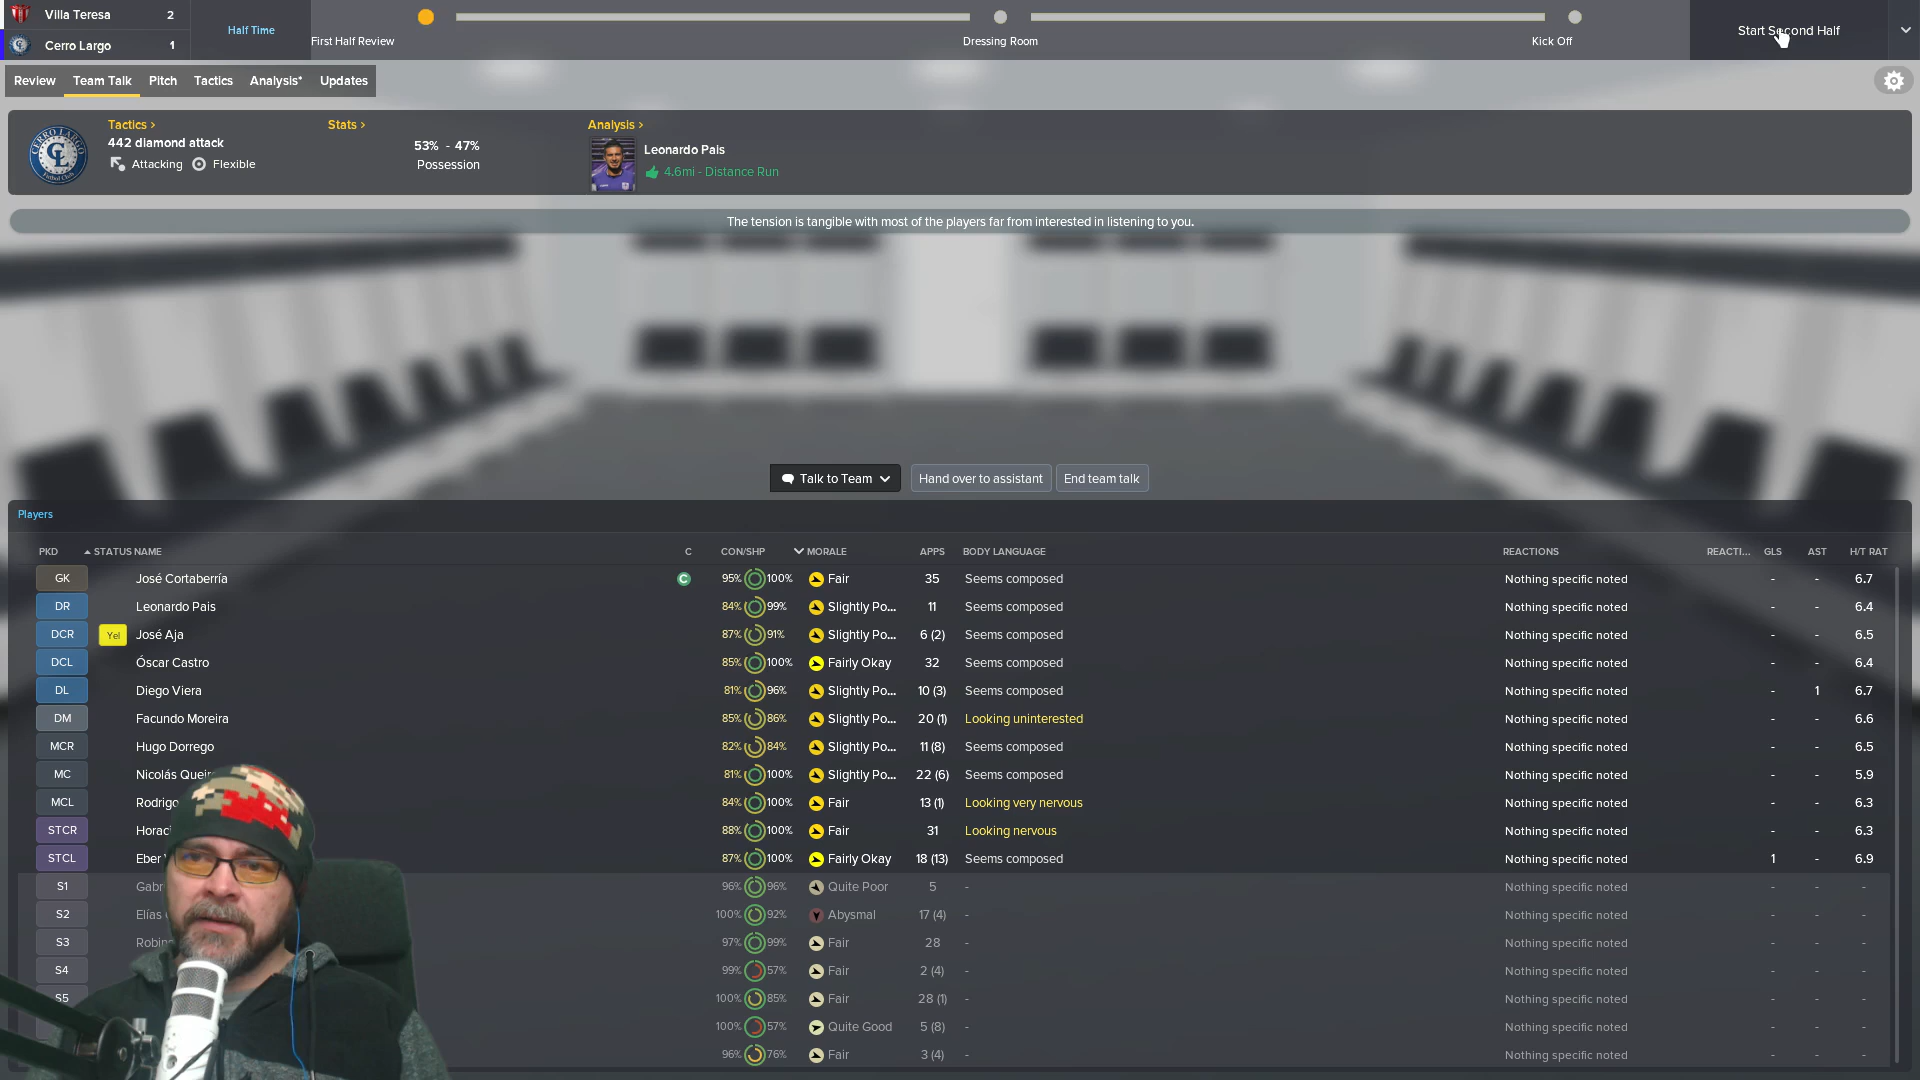 Villa Teresa 2
Cerro Largo 1
Half Time
First Half Review
Dressing Room
Kick Off
Start Second Half
Review Team Talk Pitch Tactics Analysis* Updates
Tactics >
442 diamond attack
Attacking Flexible
Stats >
53% - 47%
Possession
Analysis >
Leonardo Pais
4.6mi - Distance Run
The tension is tangible with most of the players far from interested in listening to you.
Talk to Team Hand over to assistant End team talk
Players
PKD STATUS NAME C CON/SHP MORALE APPS BODY LANGUAGE REACTIONS REACTI... GLS AST H/T RAT
GK José Cortaberría C 95% 100% Fair 35 Seems composed Nothing specific noted - - 6.7
DR Leonardo Pais 84% 99% Slightly Po... 11 Seems composed Nothing specific noted - - 6.4
DCR Yel José Aja 87% 91% Slightly Po... 6 (2) Seems composed Nothing specific noted - - 6.5
DCL Óscar Castro 85% 100% Fairly Okay 32 Seems composed Nothing specific noted - - 6.4
DL Diego Viera 81% 96% Slightly Po... 10 (3) Seems composed Nothing specific noted - 1 6.7
DM Facundo Moreira 85% 86% Slightly Po... 20 (1) Looking uninterested Nothing specific noted - - 6.6
MCR Hugo Dorrego 82% 84% Slightly Po... 11 (8) Seems composed Nothing specific noted - - 6.5
MC Nicolás 81% 100% Slightly Po... 22 (6) Seems composed Nothing specific noted - - 5.9
MCL Rodrigo 84% 100% Fair 13 (1) Looking very nervous Nothing specific noted - - 6.3
STCR 88% 100% Fair 31 Looking nervous Nothing specific noted - - 6.3
STCL Eber 87% 100% Fairly Okay 18 (13) Seems composed Nothing specific noted 1 - 6.9
S1 96% 96% Quite Poor 5 - Nothing specific noted - - -
S2 Elías 100% 92% Abysmal 17 (4) - Nothing specific noted - - -
S3 97% 99% Fair 28 - Nothing specific noted - - -
S4 99% 57% Fair 2 (4) - Nothing specific noted - - -
S5 100% 85% Fair 28 (1) - Nothing specific noted - - -
100% 57% Quite Good 5 (8) - Nothing specific noted - - -
96% 76% Fair 3 (4) - Nothing specific noted - - -